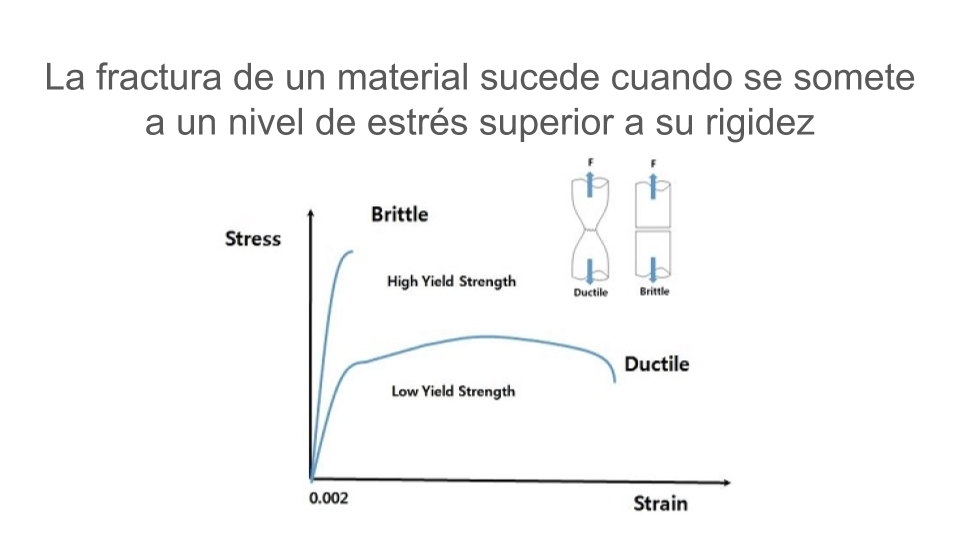 La fractura de un material sucede cuando se somete
a un nivel de estrés superior a su rigidez
F
F
Brittle
Stress
High Yield Strength
Ductile
Brittle
Ductile
Low Yield Strength
0.002
Strain